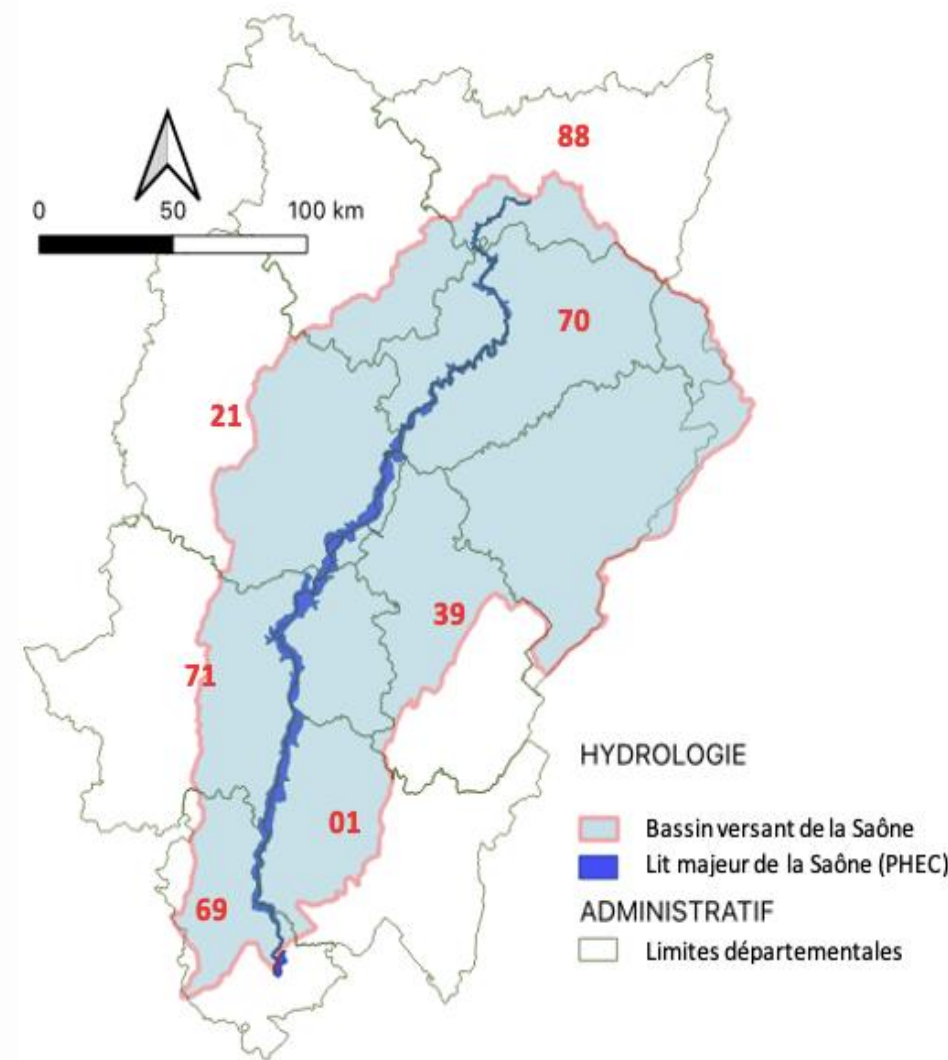 88
0 50 100 km
70
21
39
71
01
69
HYDROLOGIE
Bassin versant de la Saône
Lit majeur de la Saône (PHEC)
ADMINISTRATIF
Limites départementales